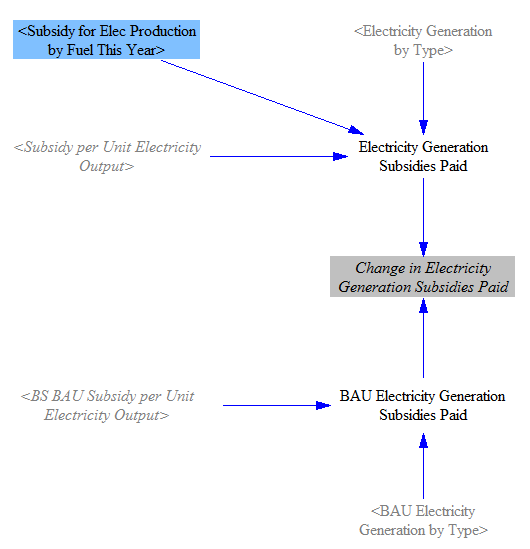 <Subsidy for Elec Production
by Fuel This Year>
<Electricity Generation
by Type>
<Subsidy per Unit Electricity
Output>
Electricity Generation
Subsidies Paid
Change in Electricity
Generation Subsidies Paid
<BS BAU Subsidy per Unit
Electricity Output>
BAU Electricity Generation
Subsidies Paid
<BAU Electricity
Generation by Type>